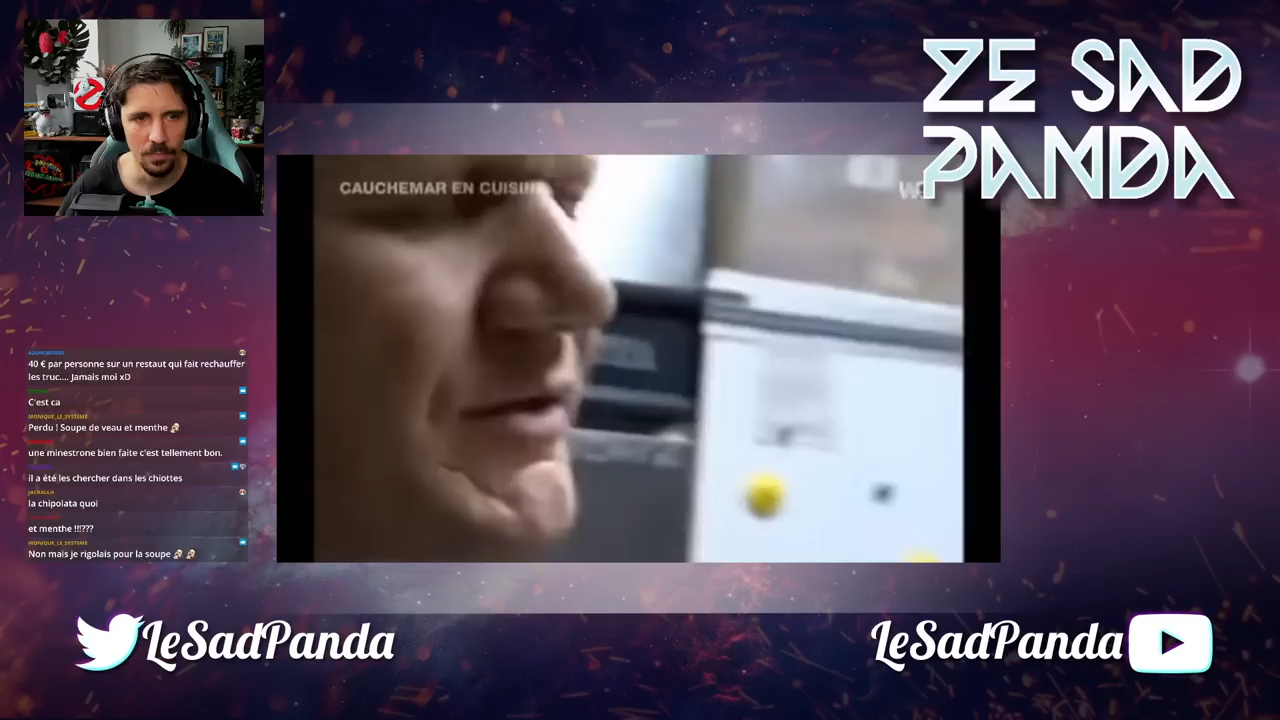 ZE SAD
PANDA
CAUCHEMAR EN CUISINE
40 € par personne sur un restaut qui fait rechauffer
les truc.... Jamais moi xD
C'est ca
MONIQUE_LE_SYSTEME
Perdu ! Soupe de veau et menthe
une minestrone bien faite c'est tellement bon.
il a été les chercher dans les chiottes
JACKALLH
la chipolata quoi
et menthe !!!???
MONIQUE_LE_SYSTEME
Non mais je rigolais pour la soupe
LeSadPanda
LeSadPanda